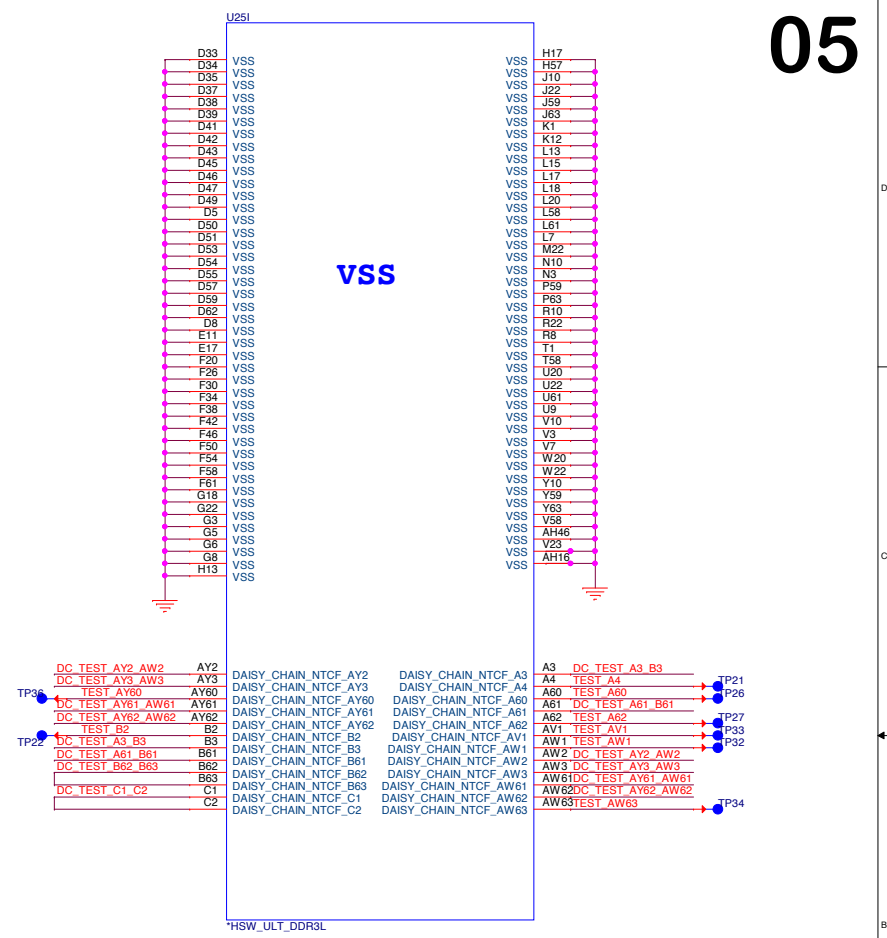 05
U25I
D33 VSS VSS H17
D34 VSS VSS H57
D35 VSS VSS J10
D37 VSS VSS J22
D38 VSS VSS J59
D39 VSS VSS J63
D41 VSS VSS K1
D42 VSS VSS K12
D43 VSS VSS L13
D45 VSS VSS L15
D46 VSS VSS L17
D47 VSS VSS L18
D49 VSS VSS L20
D5 VSS VSS L58
D50 VSS VSS L61
D51 VSS VSS L7
D53 VSS VSS M22
D54 VSS VSS N10
D55 VSS VSS N3
D57 VSS VSS P59
D59 VSS VSS P63
D62 VSS VSS R10
D8 VSS VSS R22
E11 VSS VSS R8
E17 VSS VSS T1
F20 VSS VSS T58
F26 VSS VSS U20
F30 VSS VSS U22
F34 VSS VSS U61
F38 VSS VSS U9
F42 VSS VSS V10
F46 VSS VSS V3
F50 VSS VSS V7
F54 VSS VSS W20
F58 VSS VSS W22
F61 VSS VSS Y10
G18 VSS VSS Y59
G22 VSS VSS Y63
G3 VSS VSS V58
G5 VSS VSS AH46
G6 VSS VSS V23
G8 VSS VSS AH16
H13 VSS
VSS
D
C
B
DC_TEST_AY2_AW2 AY2 DAISY_CHAIN_NTCF_AY2 DAISY_CHAIN_NTCF_A3 A3 DC_TEST_A3_B3
DC_TEST_AY3_AW3 AY3 DAISY_CHAIN_NTCF_AY3 DAISY_CHAIN_NTCF_A4 A4 TEST_A4 TP21
TP36 TEST_AY60 AY60 DAISY_CHAIN_NTCF_AY60 DAISY_CHAIN_NTCF_A60 A60 TEST_A60 TP26
DC_TEST_AY61_AW61 AY61 DAISY_CHAIN_NTCF_AY61 DAISY_CHAIN_NTCF_A61 A61 DC_TEST_A61_B61
DC_TEST_AY62_AW62 AY62 DAISY_CHAIN_NTCF_AY62 DAISY_CHAIN_NTCF_A62 A62 TEST_A62 TP27
TP22 TEST_B2 B2 DAISY_CHAIN_NTCF_B2 DAISY_CHAIN_NTCF_AV1 AV1 TEST_AV1 TP33
DC_TEST_A3_B3 B3 DAISY_CHAIN_NTCF_B3 DAISY_CHAIN_NTCF_AW1 AW1 TEST_AW1 TP32
DC_TEST_A61_B61 B61 DAISY_CHAIN_NTCF_B61 DAISY_CHAIN_NTCF_AW2 AW2 DC_TEST_AY2_AW2
DC_TEST_B62_B63 B62 DAISY_CHAIN_NTCF_B62 DAISY_CHAIN_NTCF_AW3 AW3 DC_TEST_AY3_AW3
B63 DAISY_CHAIN_NTCF_B63 DAISY_CHAIN_NTCF_AW61 AW61 DC_TEST_AY61_AW61
DC_TEST_C1_C2 C1 DAISY_CHAIN_NTCF_C1 DAISY_CHAIN_NTCF_AW62 AW62 DC_TEST_AY62_AW62
C2 DAISY_CHAIN_NTCF_C2 DAISY_CHAIN_NTCF_AW63 AW63 TEST_AW63 TP34
*HSW_ULT_DDR3L